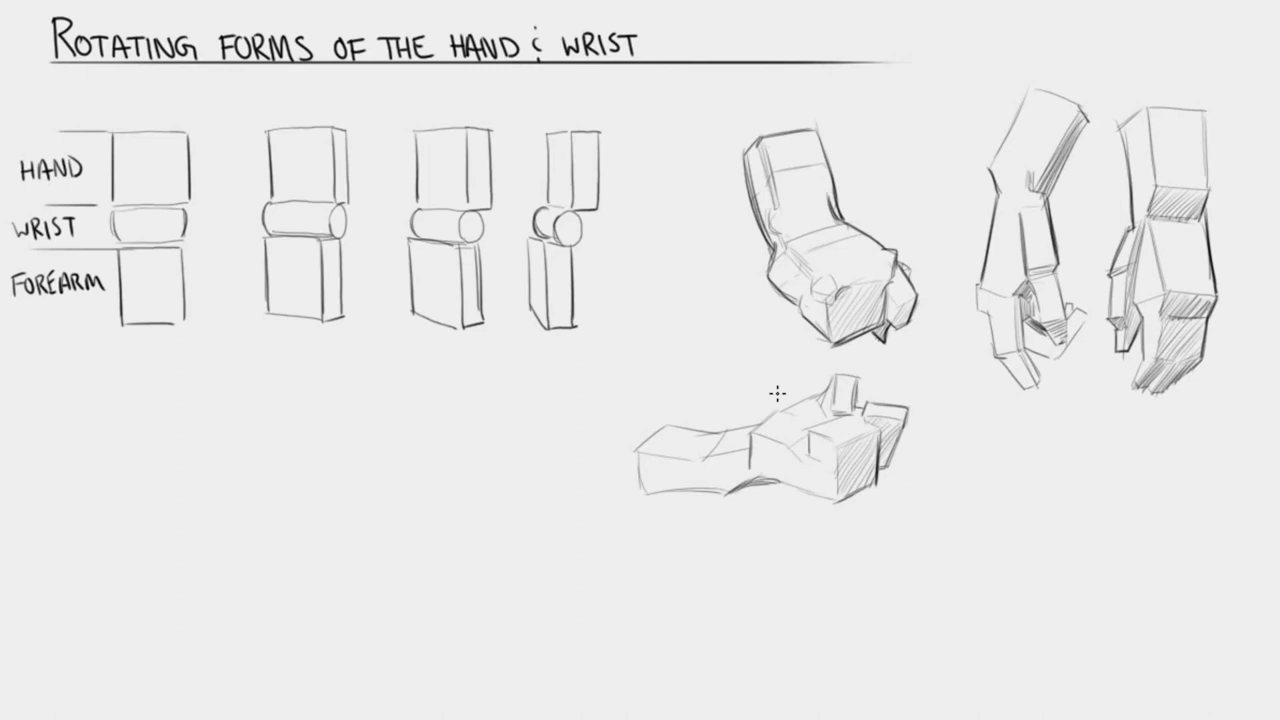 ROTATING FORMS OF THE HAND & WRIST
HAND
WRIST
FOREARM